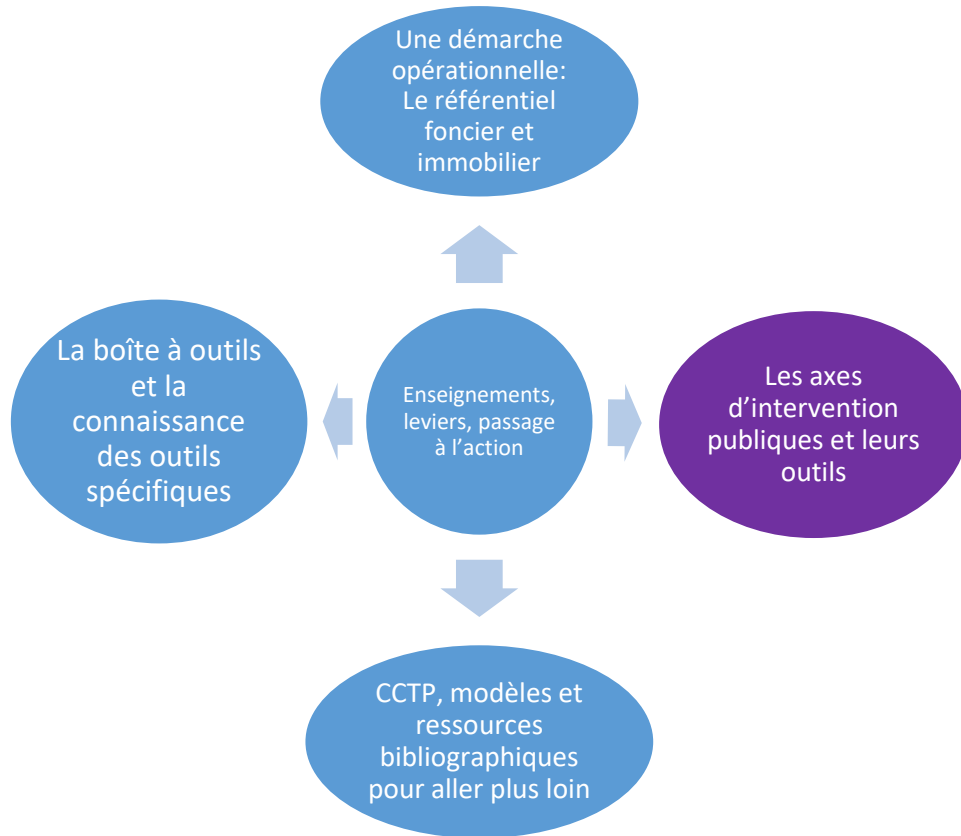 Une démarche
opérationnelle:
Le référentiel
foncier et
immobilier
La boîte à outils
et la
connaissance
des outils
spécifiques
Enseignements,
leviers, passage
à l’action
Les axes
d’intervention
publiques et leurs
outils
CCTP, modèles et
ressources
bibliographiques
pour aller plus loin